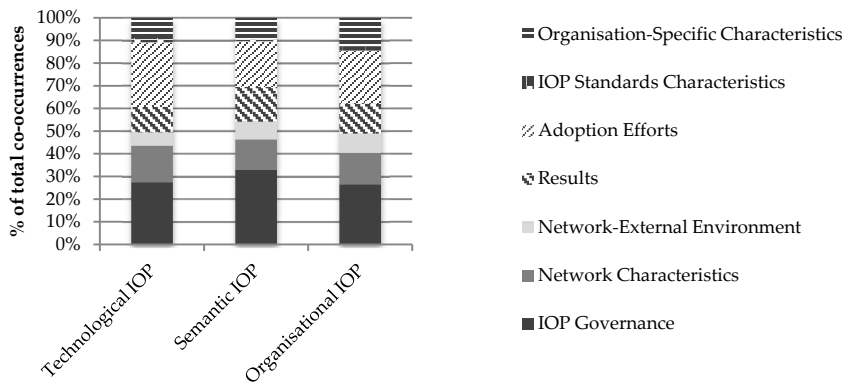 % of total co-occurrences
100%
90%
80%
70%
60%
50%
40%
30%
20%
10%
0%
Technological IOP
Semantic IOP
Organisational IOP
Organisation-Specific Characteristics
IOP Standards Characteristics
Adoption Efforts
Results
Network-External Environment
Network Characteristics
IOP Governance